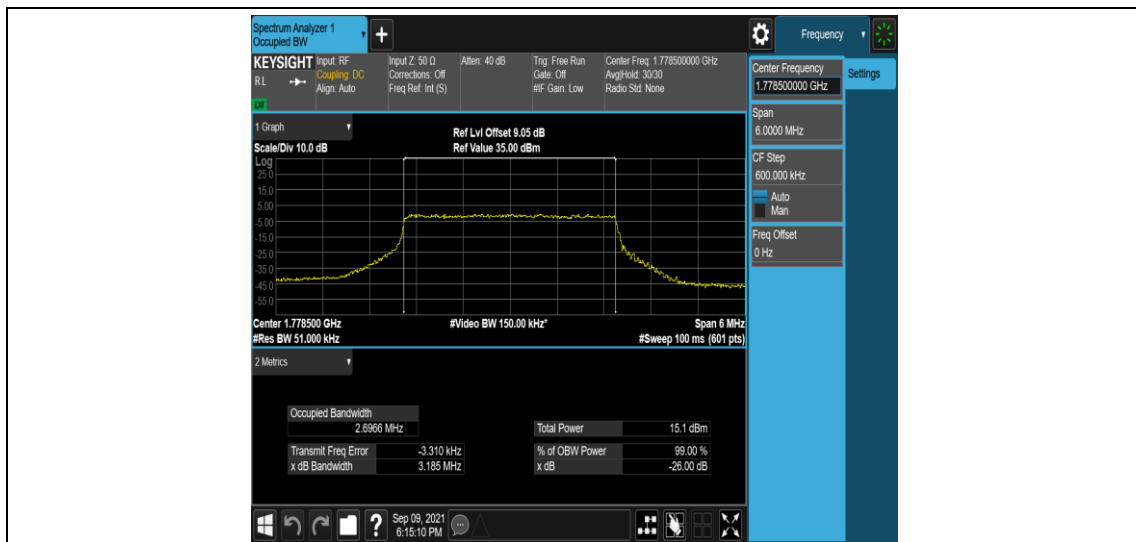 Spectrum Analyzer 1
Occupied BW
+
Frequency
KEYSIGHT
RL
LXI
Input: RF
Coupling: DC
Align: Auto
Input Z: 50 Ω
Corrections: Off
Freq Ref: Int (S)
Atten: 40 dB
Trig: Free Run
Gate: Off
#IF Gain: Low
Center Freq: 1.778500000 GHz
Avg|Hold: 30/30
Radio Std: None
Center Frequency
1.778500000 GHz
Settings
Span
6.0000 MHz
CF Step
600.000 kHz
Auto
Man
Freq Offset
0 Hz
1 Graph
Ref Lvl Offset 9.05 dB
Scale/Div 10.0 dB
Ref Value 35.00 dBm
Log
25.0
15.0
5.00
-5.00
-15.0
-25.0
-35.0
-45.0
-55.0
Center 1.778500 GHz
#Video BW 150.00 kHz*
Span 6 MHz
#Res BW 51.000 kHz
#Sweep 100 ms (601 pts)
2 Metrics
Occupied Bandwidth
2.6966 MHz
Total Power 15.1 dBm
Transmit Freq Error -3.310 kHz
% of OBW Power 99.00 %
x dB Bandwidth 3.185 MHz
x dB -26.00 dB
?
Sep 09, 2021
6:15:10 PM